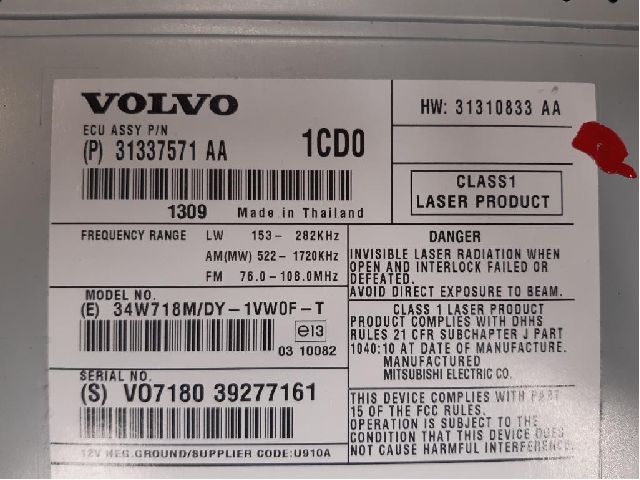 VOLVO
ECU ASSY P/N
(P) 31337571 AA
1CD0
HW: 31310833 AA
1309 Made in Thailand
CLASS1
LASER PRODUCT
FREQUENCY RANGE LW 153- 282KHz
AM(MW) 522-1720KHz
FM 76.0-108.0MHz
DANGER
INVISIBLE LASER RADIATION WHEN
OPEN AND INTERLOCK FAILED OR
DEFEATED.
AVOID DIRECT EXPOSURE TO BEAM.
MODEL NO.
(E) 34W718M/DY-1VW0F-T
e13
03 10082
CLASS 1 LASER PRODUCT
PRODUCT COMPLIES WITH DHHS
RULES 21 CFR SUBCHAPTER J PART
1040:10 AT DATE OF MANUFACTURE.
MANUFACTURED
MITSUBISHI ELECTRIC CO.
SERIAL NO.
(S) VO7180 39277161
THIS DEVICE COMPLIES WITH PART
15 OF THE FCC RULES.
OPERATION IS SUBJECT TO THE
CONDITION THAT THIS DEVICE DOES
NOT CAUSE HARMFUL INTERFERENCE
12V NEG.GROUND/SUPPLIER CODE:U910A